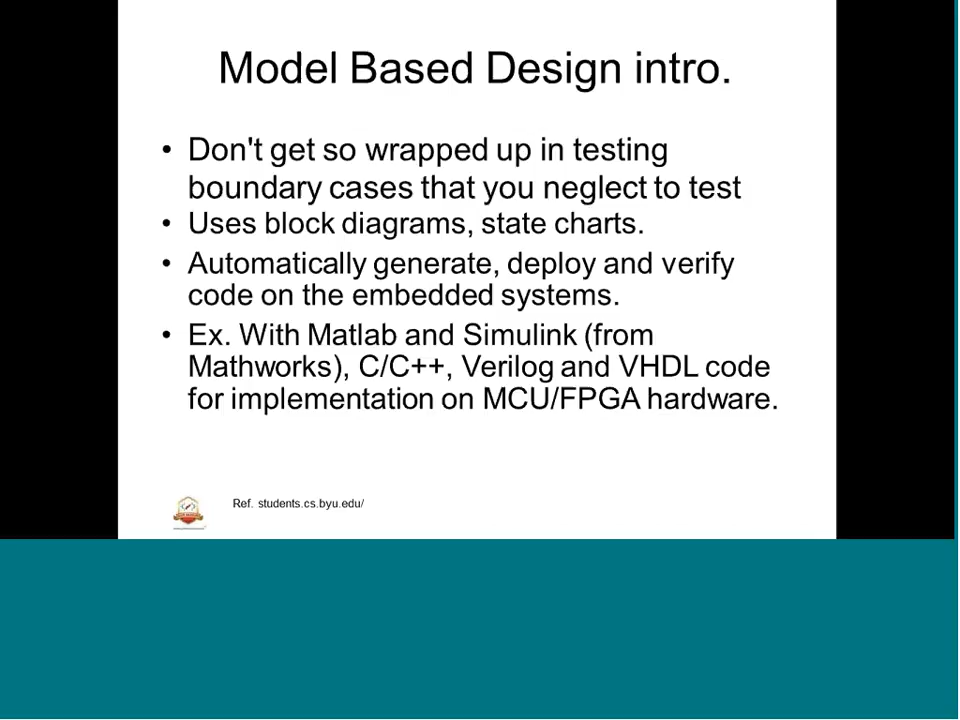 Model Based Design intro.
• Don't get so wrapped up in testing
boundary cases that you neglect to test
• Uses block diagrams, state charts.
• Automatically generate, deploy and verify
code on the embedded systems.
• Ex. With Matlab and Simulink (from
Mathworks), C/C++, Verilog and VHDL code
for implementation on MCU/FPGA hardware.
Ref. students.cs.byu.edu/